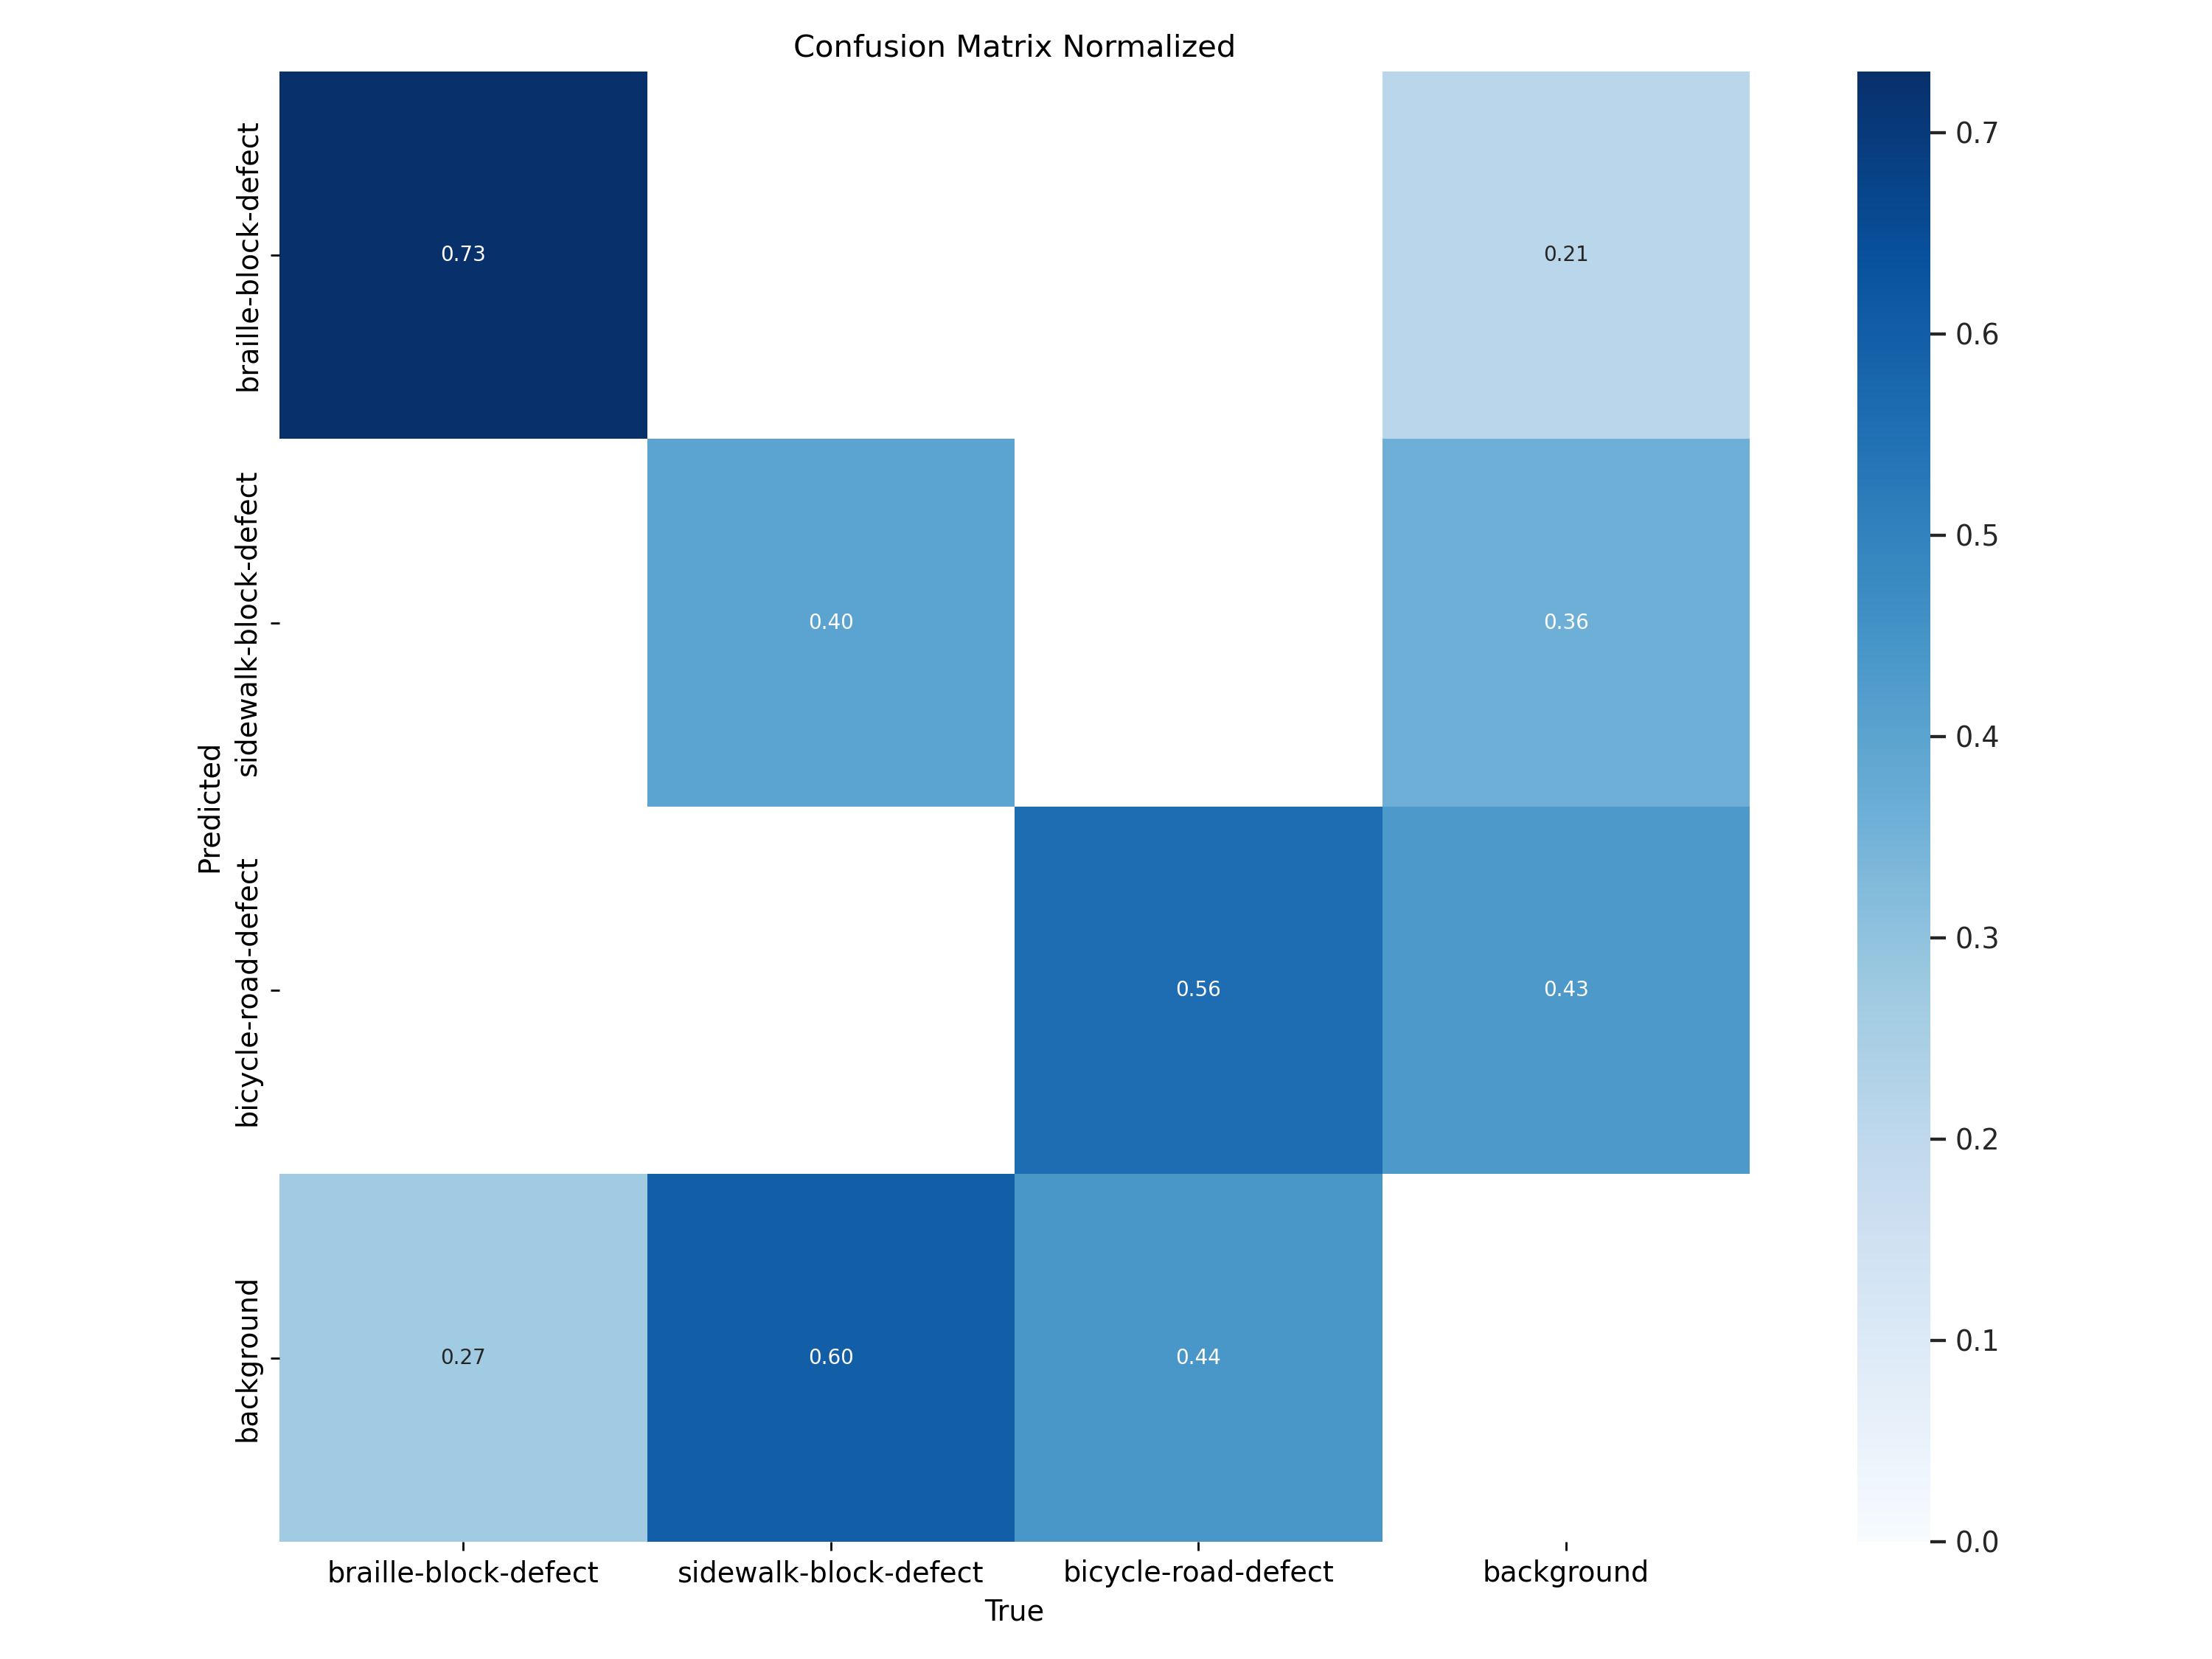 Confusion Matrix Normalized
braille-block-defect
sidewalk-block-defect
bicycle-road-defect
background
Predicted
0.73
0.21
0.40
0.36
0.56
0.43
0.27
0.60
0.44
braille-block-defect
sidewalk-block-defect
bicycle-road-defect
background
True
0.7
0.6
0.5
0.4
0.3
0.2
0.1
0.0